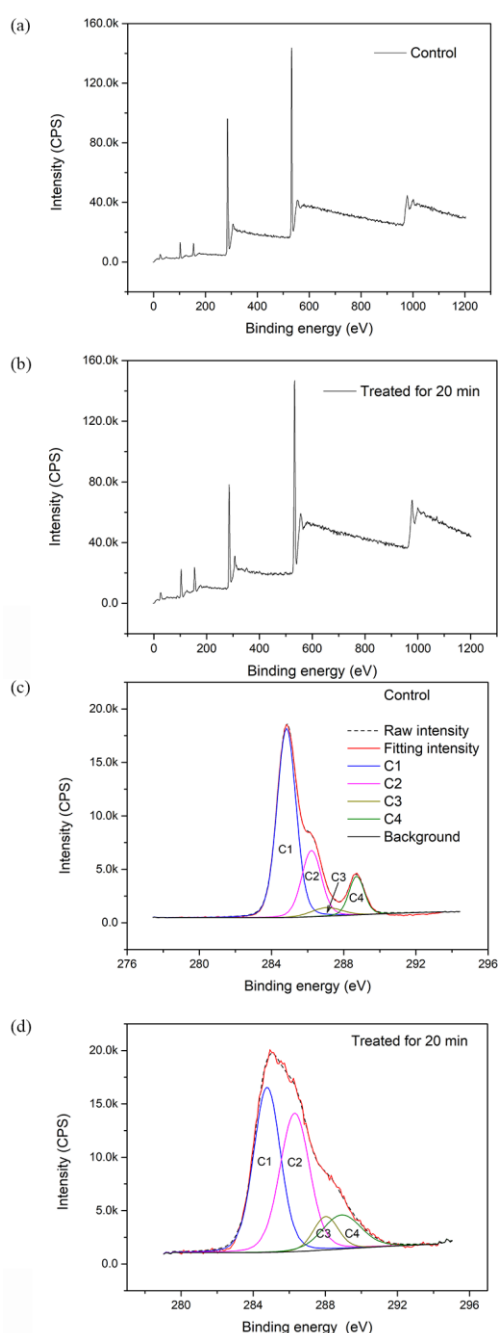 (a)
Control
160.0k
120.0k
80.0k
40.0k
0.0
Intensity (CPS)
0 200 400 600 800 1000 1200
Binding energy (eV)
(b)
Treated for 20 min
160.0k
120.0k
80.0k
40.0k
0.0
Intensity (CPS)
0 200 400 600 800 1000 1200
Binding energy (eV)
(c)
Control
20.0k
15.0k
10.0k
5.0k
0.0
Intensity (CPS)
Raw intensity
Fitting intensity
C1
C2
C3
C4
Background
C1
C2
C3
C4
276 280 284 288 292 296
Binding energy (eV)
(d)
Treated for 20 min
20.0k
15.0k
10.0k
5.0k
0.0
Intensity (CPS)
C1
C2
C3
C4
280 284 288 292 296
Binding energy (eV)